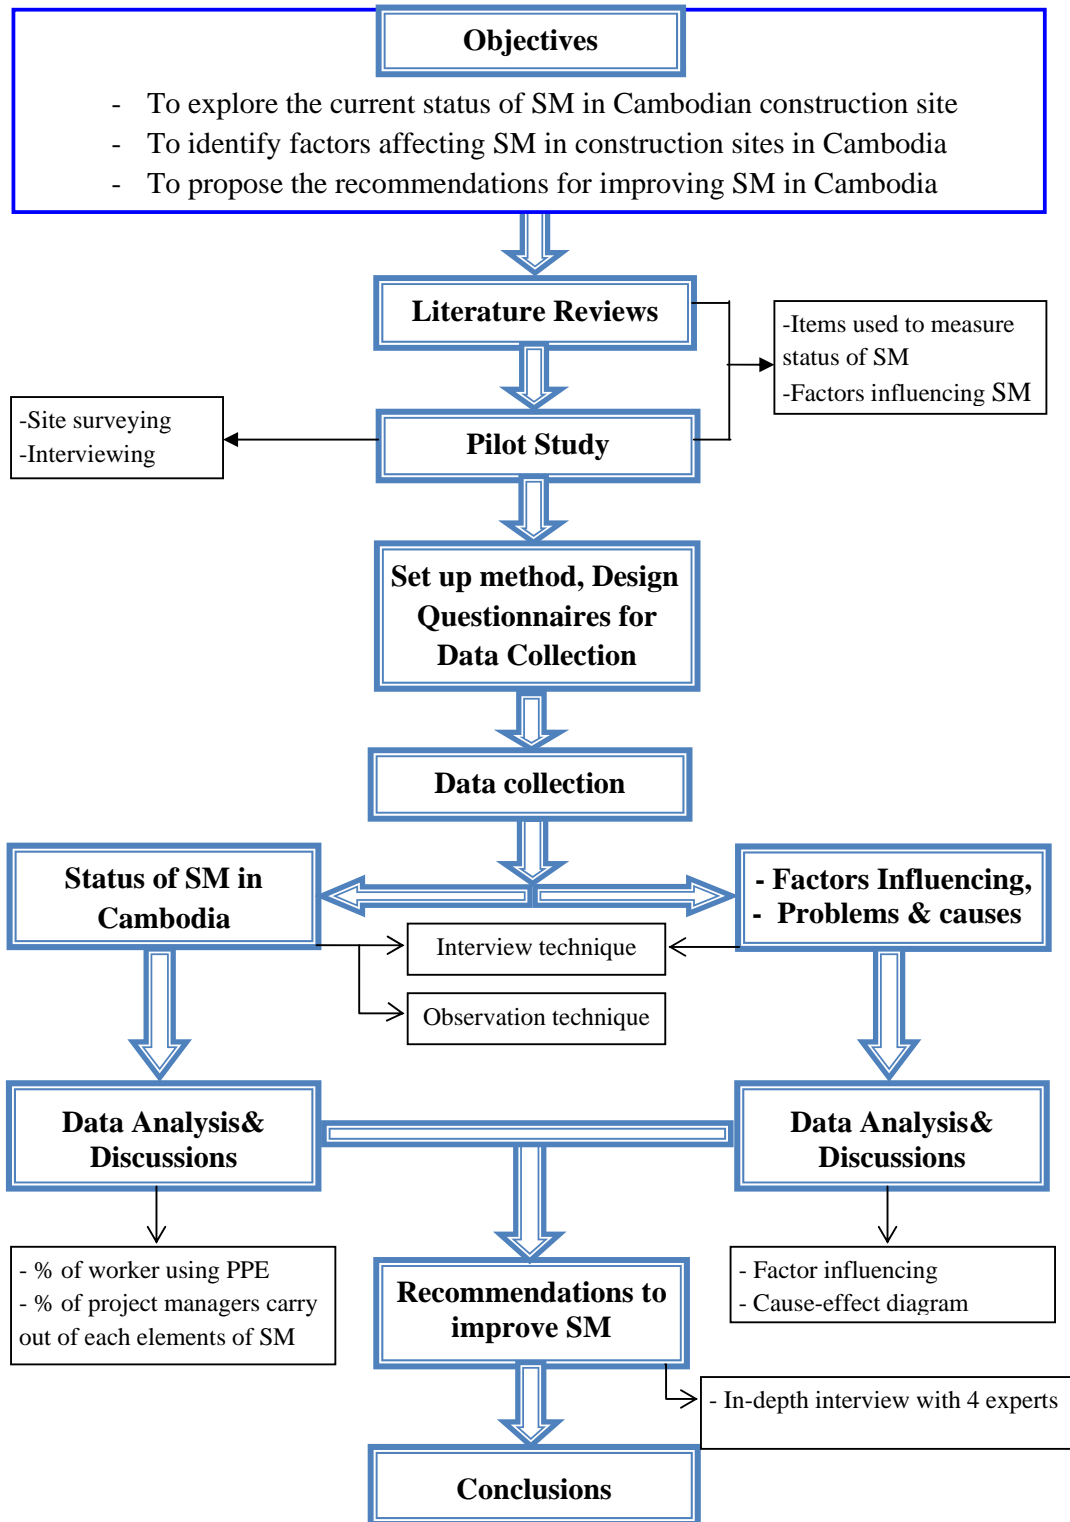 Objectives
- To explore the current status of SM in Cambodian construction site
- To identify factors affecting SM in construction sites in Cambodia
- To propose the recommendations for improving SM in Cambodia
Literature Reviews
-Items used to measure
status of SM
-Factors influencing SM
-Site surveying
-Interviewing
Pilot Study
Set up method, Design
Questionnaires for
Data Collection
Data collection
Status of SM in
Cambodia
- Factors Influencing,
- Problems & causes
Interview technique
Observation technique
Data Analysis&
Discussions
Data Analysis&
Discussions
- % of worker using PPE
- % of project managers carry
out of each elements of SM
Recommendations to
improve SM
- Factor influencing
- Cause-effect diagram
- In-depth interview with 4 experts
Conclusions